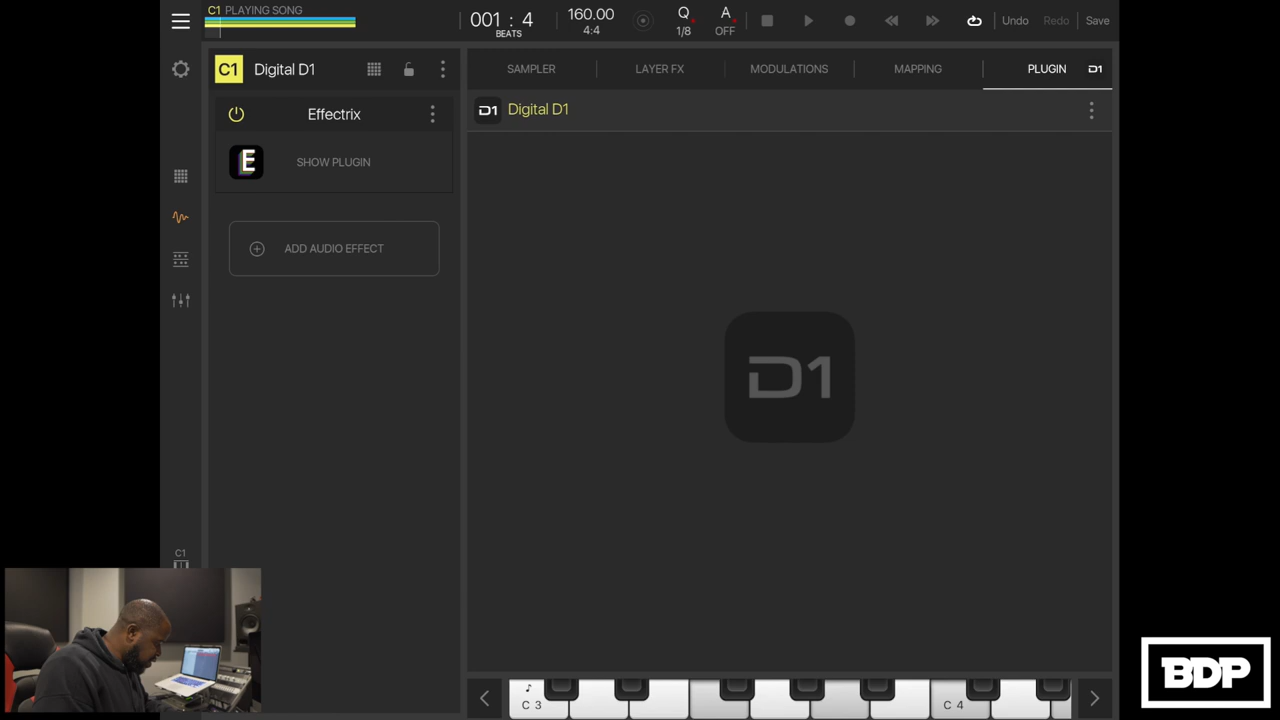 C1 PLAYING SONG
001 : 4
BEATS
160.00
4:4
Q
1/8
A
OFF
Undo
Redo
Save
C1
Digital D1
SAMPLER
LAYER FX
MODULATIONS
MAPPING
PLUGIN
D1
Effectrix
D1
Digital D1
E
SHOW PLUGIN
ADD AUDIO EFFECT
D1
C1
C 3
C 4
BDP